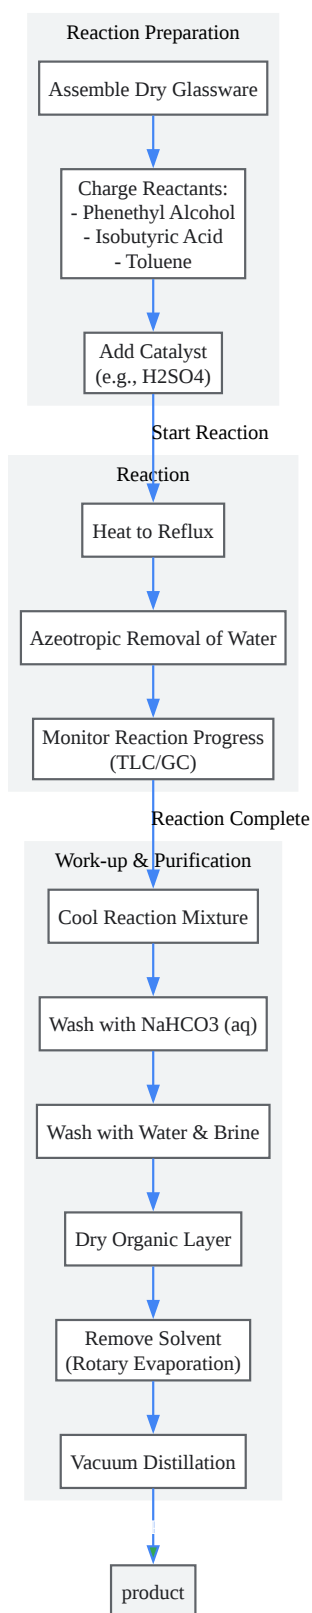 Reaction Preparation
Assemble Dry Glassware
Charge Reactants:
- Phenethyl Alcohol
- Isobutyric Acid
- Toluene
Add Catalyst
(e.g., H2SO4)
Start Reaction
Reaction
Heat to Reflux
Azeotropic Removal of Water
Monitor Reaction Progress
(TLC/GC)
Reaction Complete
Work-up & Purification
Cool Reaction Mixture
Wash with NaHCO3 (aq)
Wash with Water & Brine
Dry Organic Layer
Remove Solvent
(Rotary Evaporation)
Vacuum Distillation
product